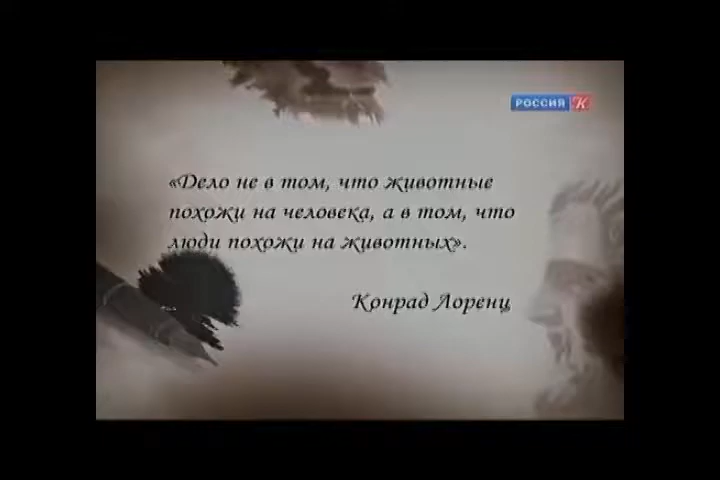 РОССИЯ К
«Дело не в том, что животные
похожи на человека, а в том, что
люди похожи на животных».
Конрад Лоренц